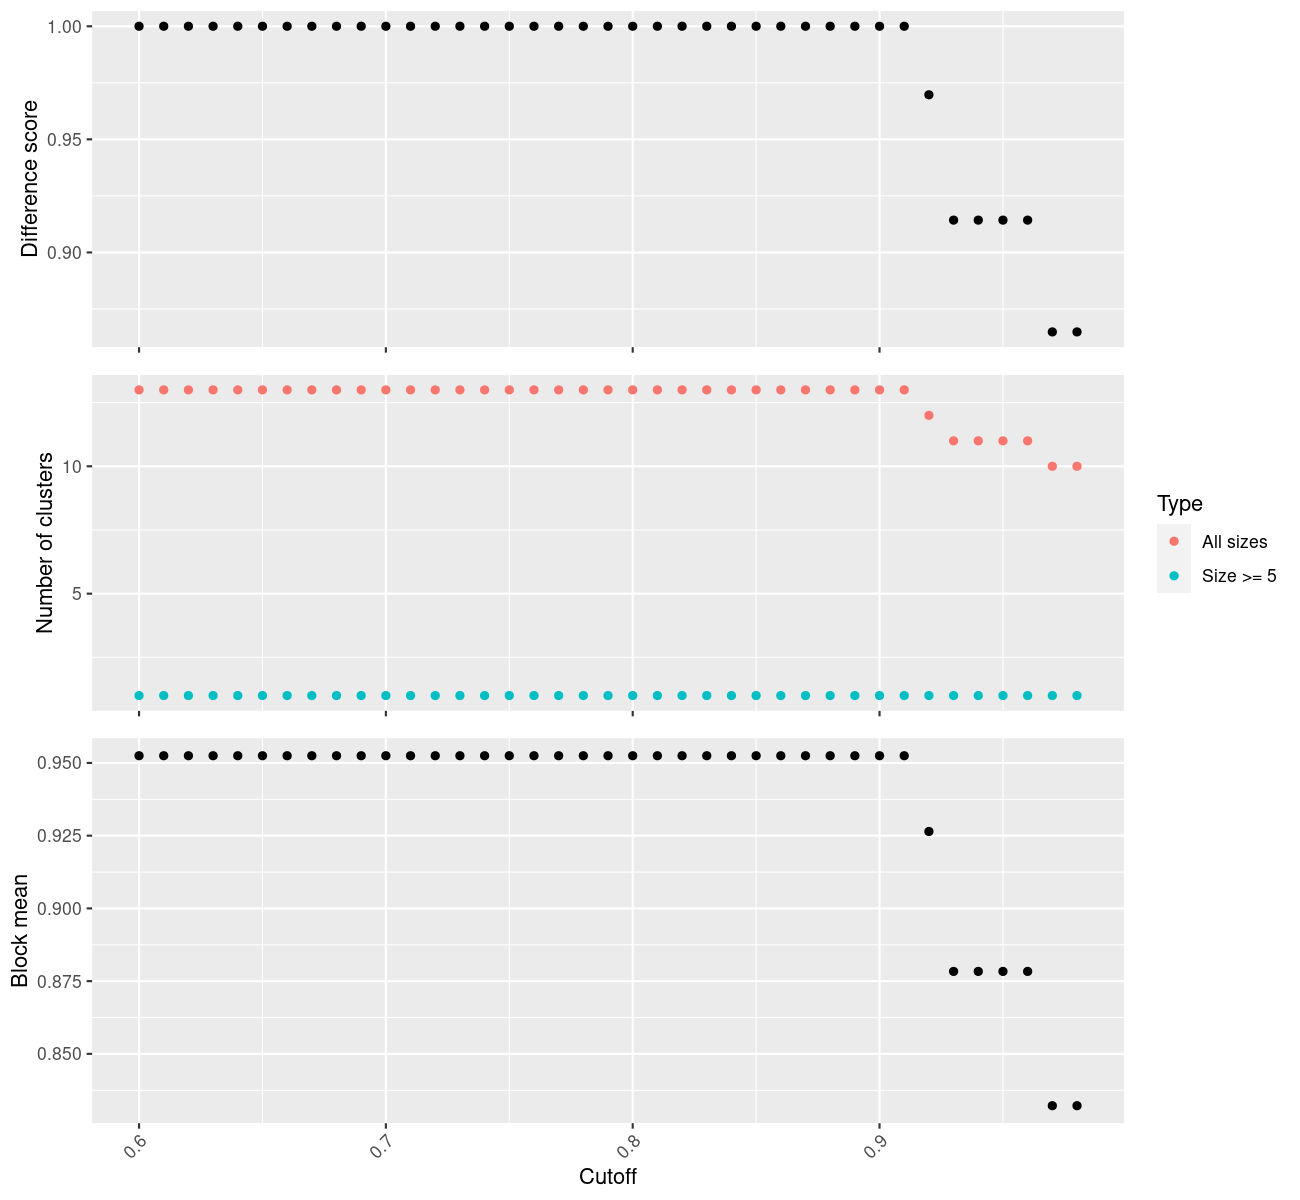 Difference score
1.00
0.95
0.90
Number of clusters
10
5
Type
All sizes
Size >= 5
Block mean
0.950
0.925
0.900
0.875
0.850
0.6
0.7
0.8
0.9
Cutoff